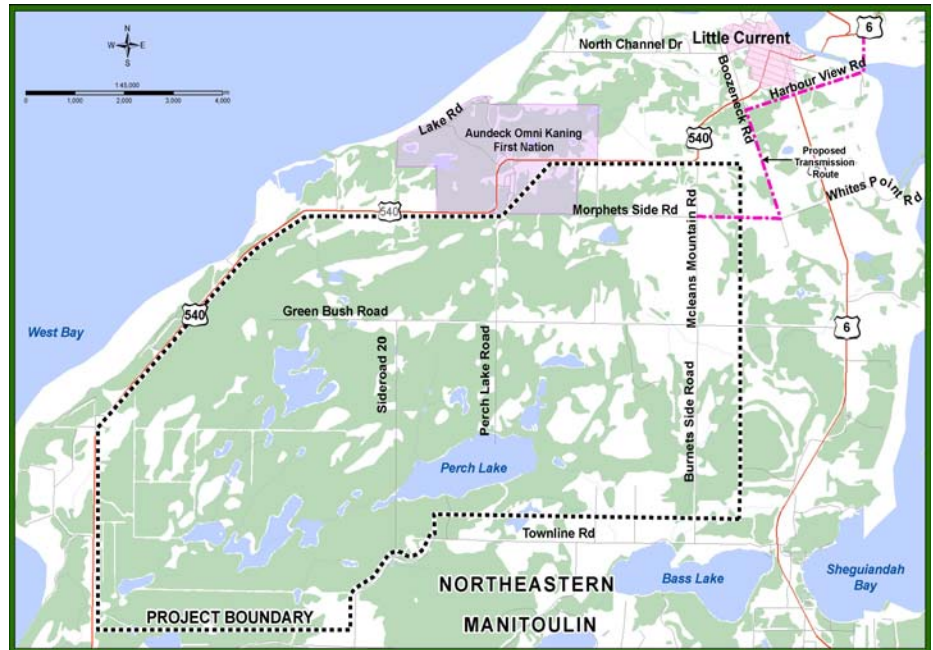 N
W E
S
1:45,000
0 1,000 2,000 3,000 4,000
6
Little Current
North Channel Dr
Harbour View Rd
Boozeneck Rd
Lake Rd
Aundeck Omni Kaning
First Nation
540
Proposed
Transmission
Route
Whites Point Rd
Morphets Side Rd
540
Mcleans Mountain Rd
540
Green Bush Road
West Bay
6
Sideroad 20
Perch Lake Road
Burnets Side Road
Perch Lake
Townline Rd
NORTHEASTERN
MANITOULIN
Bass Lake
Sheguiandah
Bay
PROJECT BOUNDARY